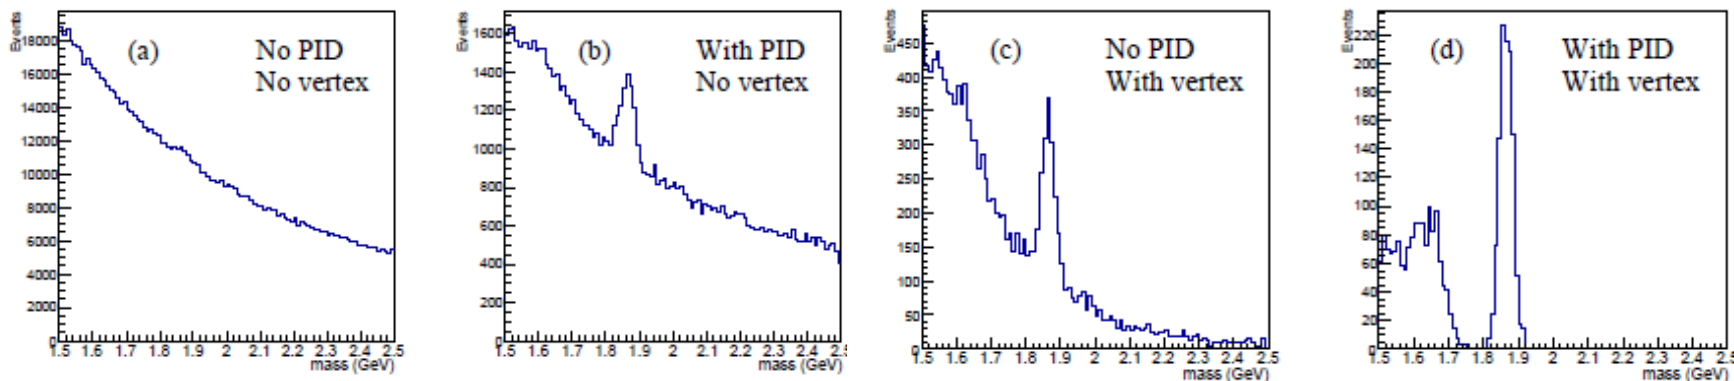 Events
18000
16000
14000
12000
10000
8000
6000
4000
2000
0
(a)
No PID
No vertex
1.5 1.6 1.7 1.8 1.9 2 2.1 2.2 2.3 2.4 2.5
mass (GeV)
Events
1600
1400
1200
1000
800
600
400
200
0
(b)
With PID
No vertex
1.5 1.6 1.7 1.8 1.9 2 2.1 2.2 2.3 2.4 2.5
mass (GeV)
Events
450
400
350
300
250
200
150
100
50
0
(c)
No PID
With vertex
1.5 1.6 1.7 1.8 1.9 2 2.1 2.2 2.3 2.4 2.5
mass (GeV)
Events
220
200
180
160
140
120
100
80
60
40
20
0
(d)
With PID
With vertex
1.5 1.6 1.7 1.8 1.9 2 2.1 2.2 2.3 2.4 2.5
mass (GeV)